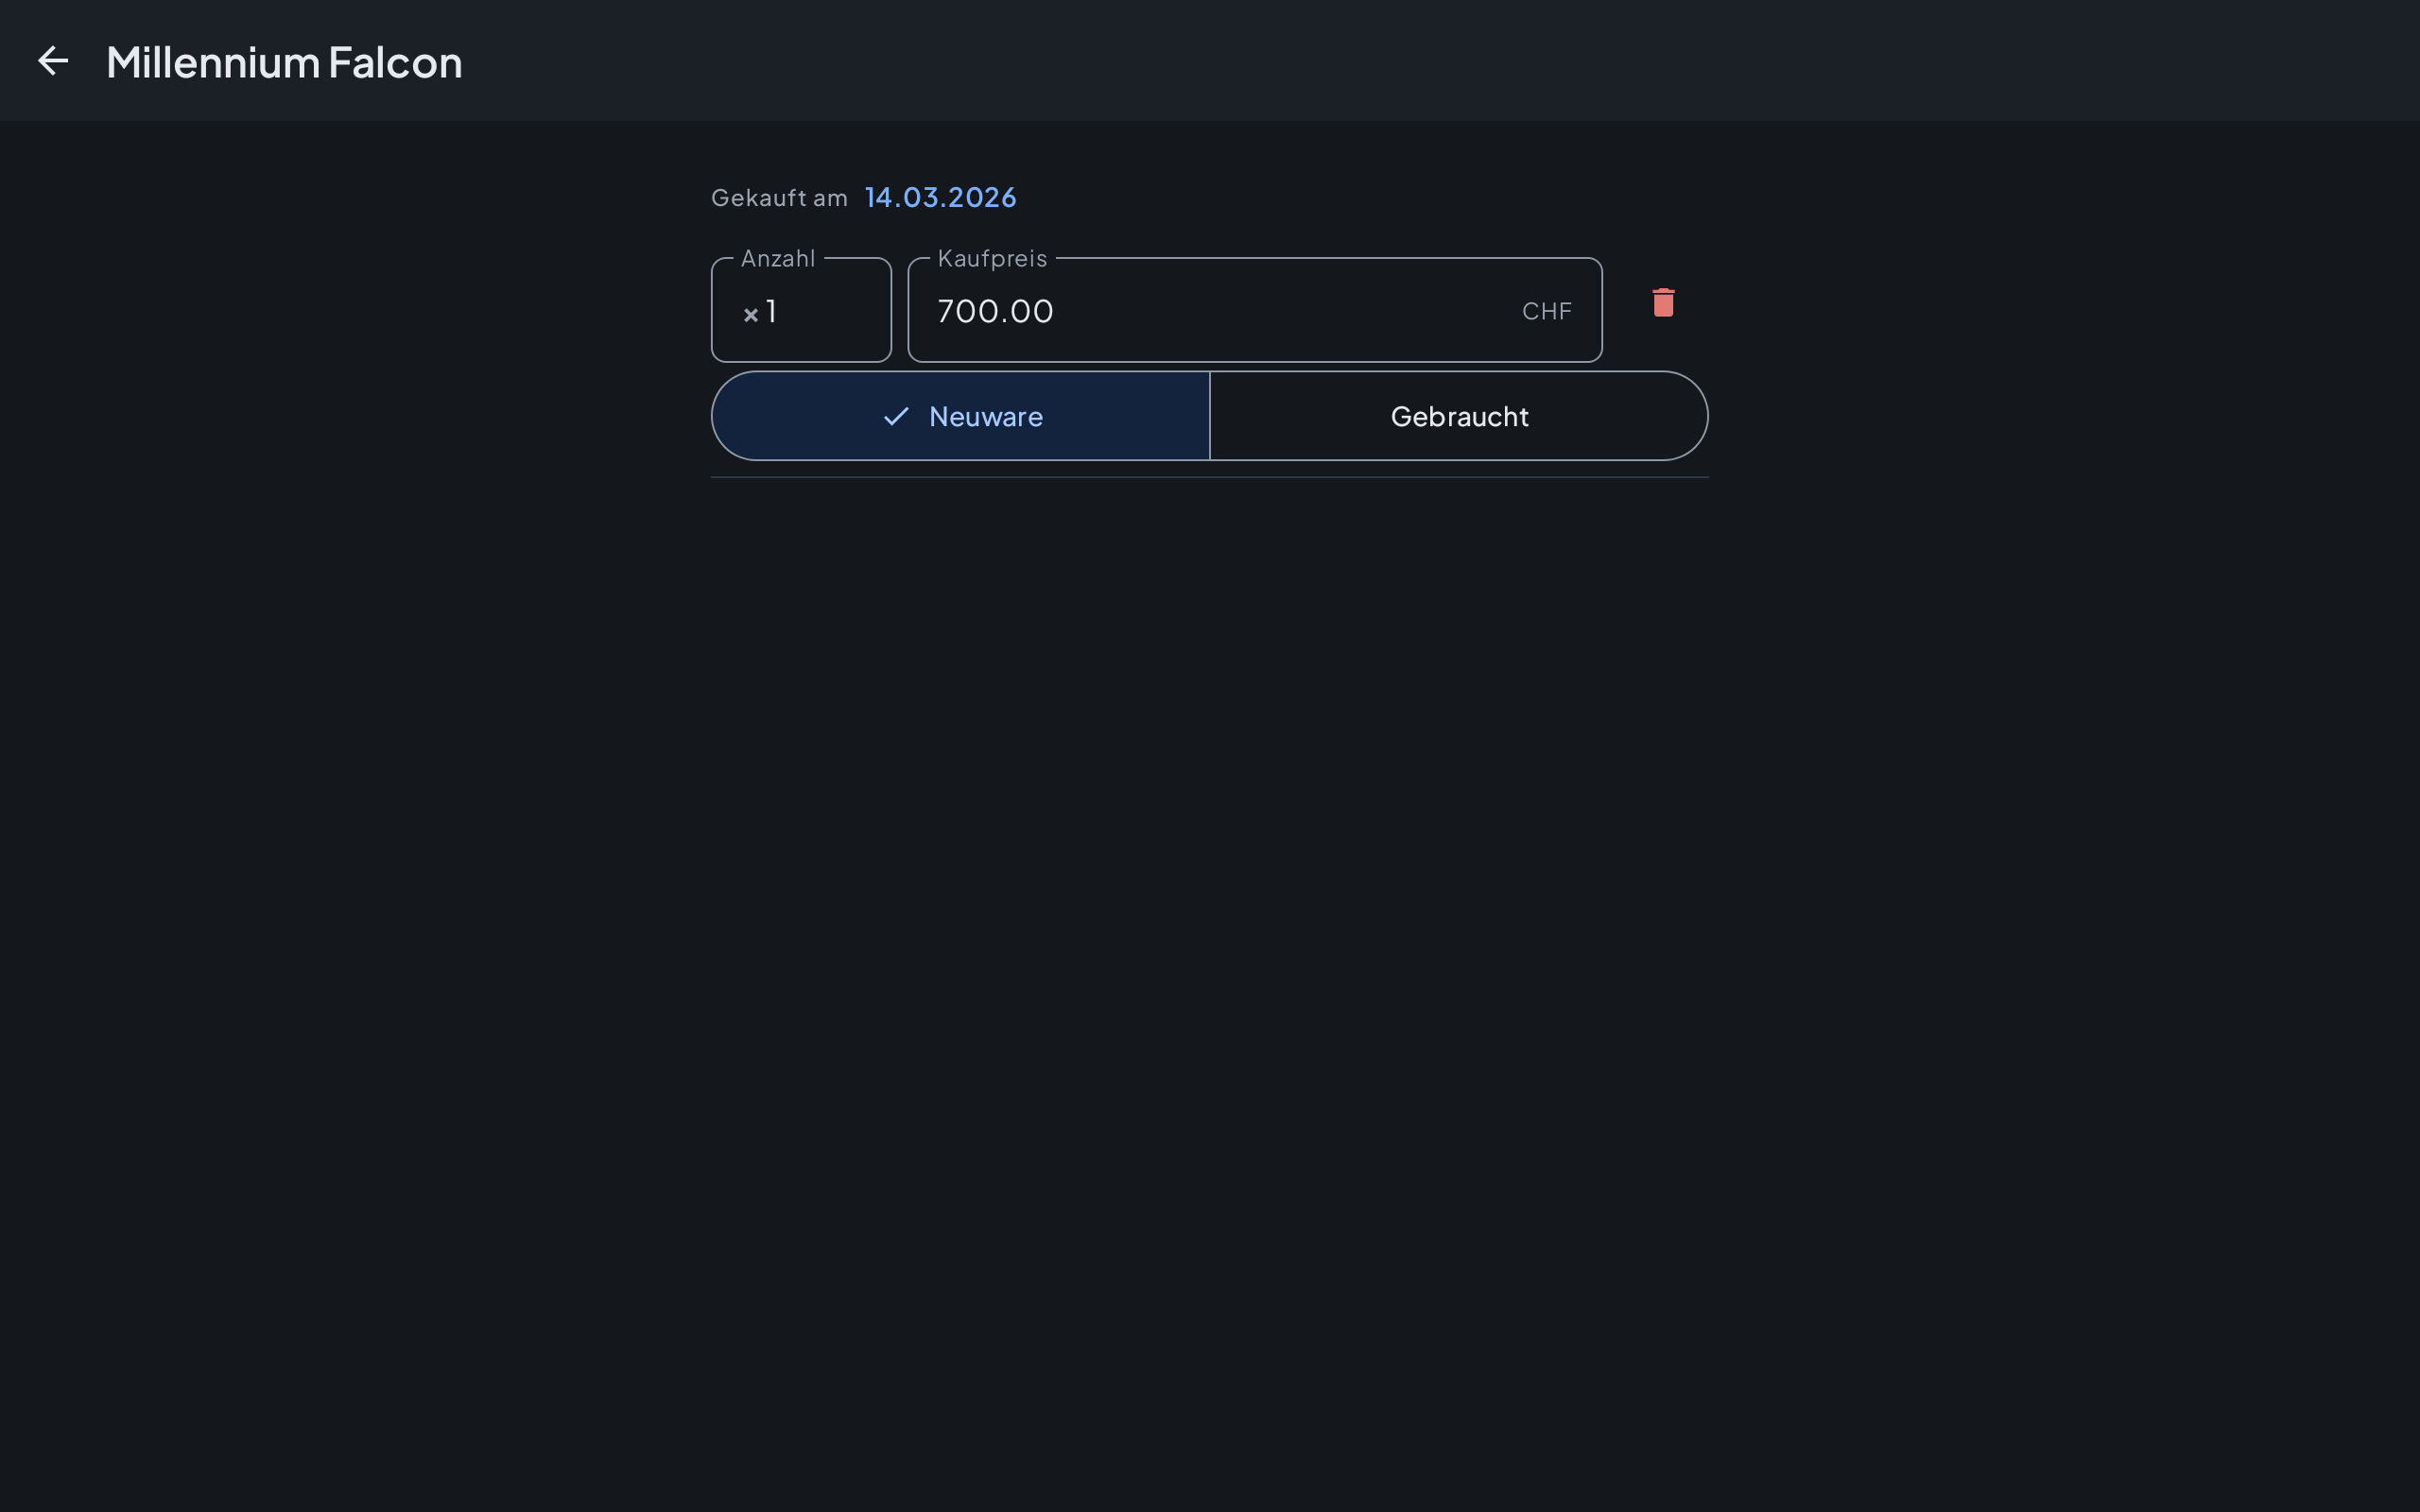 Millennium Falcon
Gekauft am 14.03.2026
Anzahl
Kaufpreis
×1
700.00 CHF
Neuware
Gebraucht